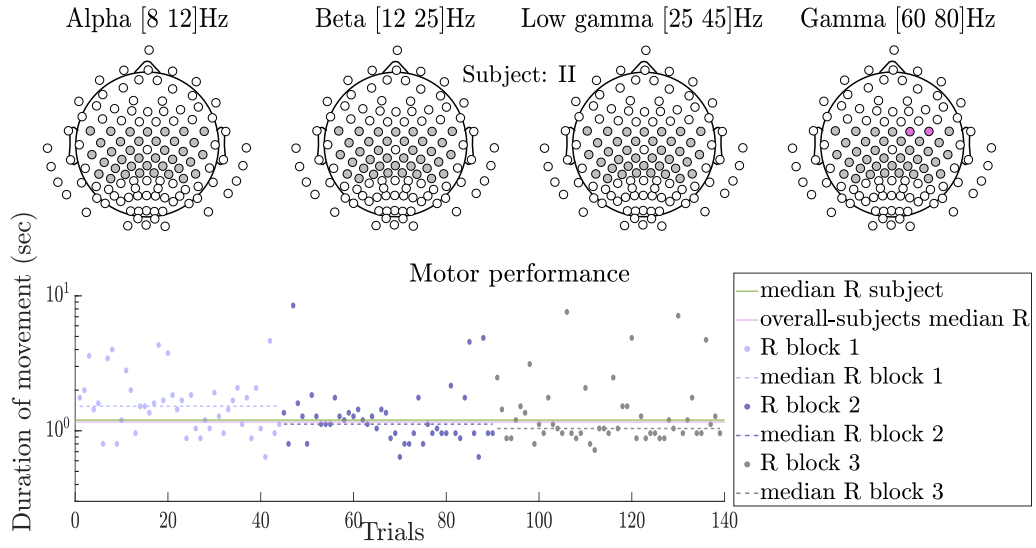 Alpha [8 12]Hz
Beta [12 25]Hz
Low gamma [25 45]Hz
Gamma [60 80]Hz
Subject: II
Motor performance
Duration of movement (sec)
10^1
10^0
0
20
40
60
80
100
120
140
Trials
median R subject
overall-subjects median R
R block 1
median R block 1
R block 2
median R block 2
R block 3
median R block 3